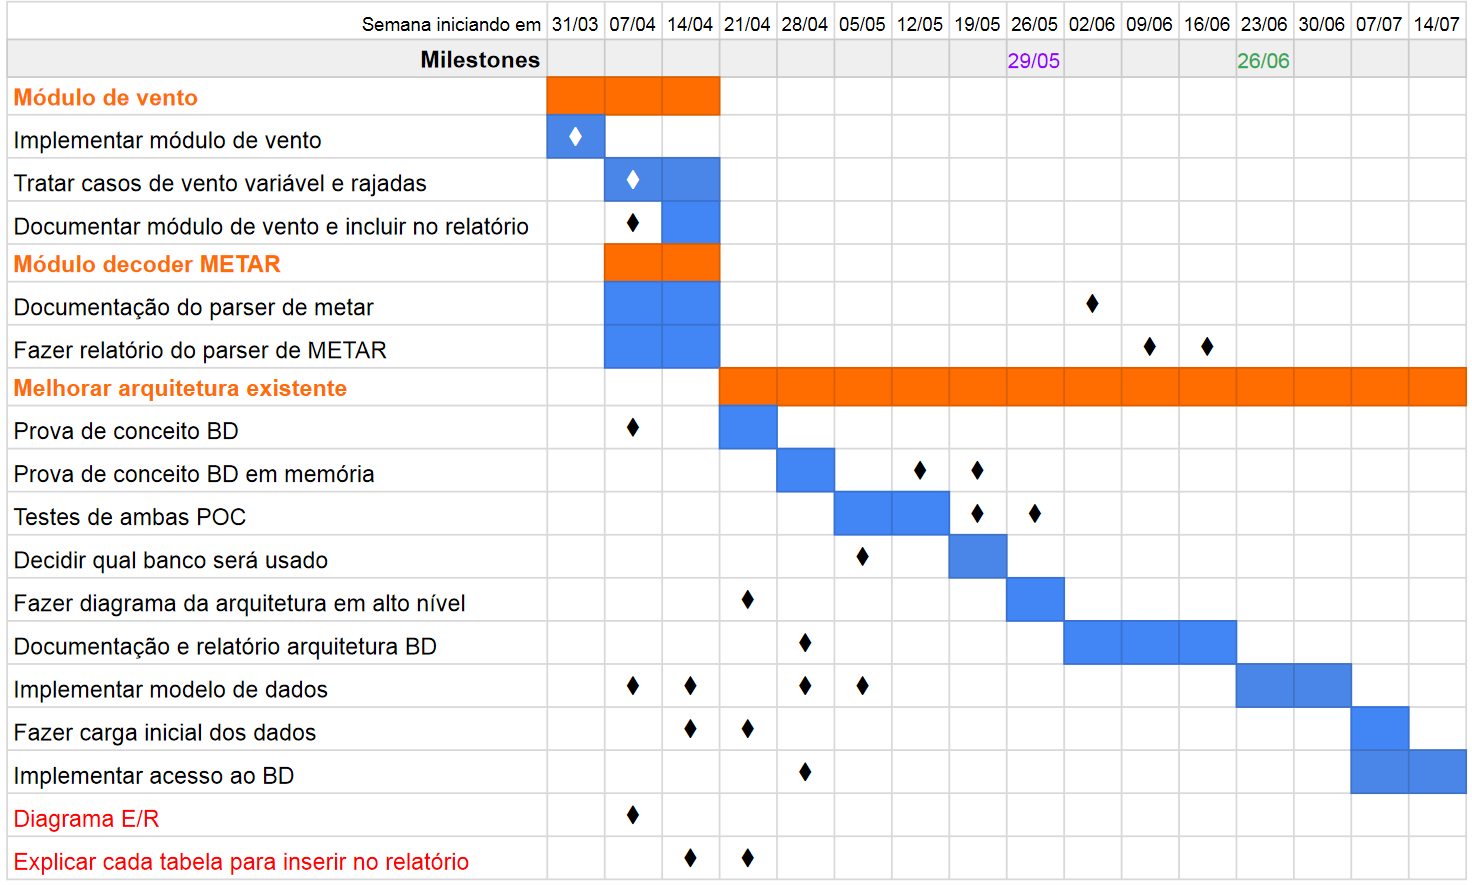 Semana iniciando em 31/03 07/04 14/04 21/04 28/04 05/05 12/05 19/05 26/05 02/06 09/06 16/06 23/06 30/06 07/07 14/07
Milestones 29/05 26/06
Módulo de vento
Implementar módulo de vento
Tratar casos de vento variável e rajadas
Documentar módulo de vento e incluir no relatório
Módulo decoder METAR
Documentação do parser de metar
Fazer relatório do parser de METAR
Melhorar arquitetura existente
Prova de conceito BD
Prova de conceito BD em memória
Testes de ambas POC
Decidir qual banco será usado
Fazer diagrama da arquitetura em alto nível
Documentação e relatório arquitetura BD
Implementar modelo de dados
Fazer carga inicial dos dados
Implementar acesso ao BD
Diagrama E/R
Explicar cada tabela para inserir no relatório